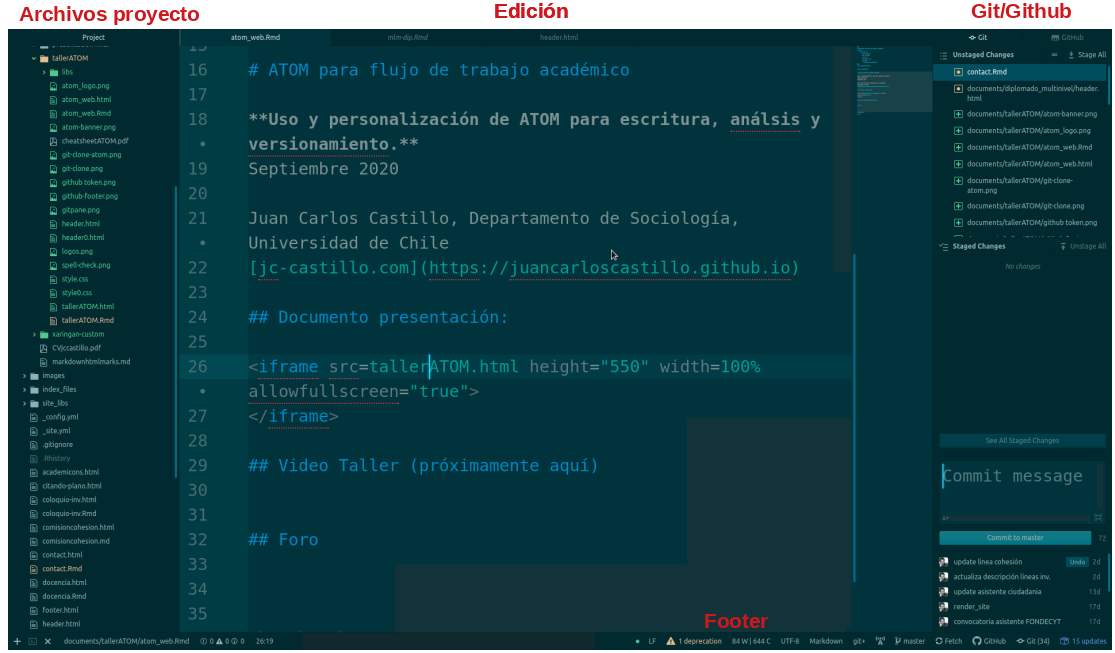 Archivos proyecto
Edición
Git/Github
Project
tallerATOM
libs
atom_logo.png
atom_web.html
atom_web.Rmd
atom-banner.png
cheatsheetATOM.pdf
git-clone-atom.png
git-clone.png
github token.png
github-footer.png
gitpane.png
header.html
header0.html
logos.png
spell-check.png
style.css
style0.css
tallerATOM.html
tallerATOM.Rmd
xaringan-custom
CVjccastillo.pdf
markdownhtmlmarks.md
images
index_files
site_libs
_config.yml
_site.yml
.gitignore
.Rhistory
academicons.html
citando-plano.html
coloquio-inv.html
coloquio-inv.Rmd
comisioncohesion.html
comisioncohesion.md
contact.html
contact.Rmd
docencia.html
docencia.Rmd
footer.html
header.html
atom_web.Rmd
mlm-dip.Rmd
header.html
15
16 # ATOM para flujo de trabajo académico
17
18 **Uso y personalización de ATOM para escritura, análsis y
• versionamiento.**
19 Septiembre 2020
20
21 Juan Carlos Castillo, Departamento de Sociología,
• Universidad de Chile
22 [jc-castillo.com](https://juancarloscastillo.github.io)
23
24 ## Documento presentación:
25
26 <iframe src=tallerATOM.html height="550" width=100%
• allowfullscreen="true">
27 </iframe>
28
29 ## Video Taller (próximamente aquí)
30
31
32 ## Foro
33
34
35
Git
GitHub
Unstaged Changes
Stage All
contact.Rmd
documents/diplomado_multinivel/header.
html
documents/tallerATOM/atom-banner.png
documents/tallerATOM/atom_logo.png
documents/tallerATOM/atom_web.Rmd
documents/tallerATOM/atom_web.html
documents/tallerATOM/git-clone-
atom.png
documents/tallerATOM/git-clone.png
documents/tallerATOM/github token.png
Staged Changes
Unstage All
No changes
See All Staged Changes
Commit message
Commit to master
72
update linea cohesión Undo 2d
actualiza descripción lineas inv. 2d
update asistente ciudadania 13d
render_site 17d
convocatoria asistente FONDECYT 17d
Footer
documents/tallerATOM/atom_web.Rmd 0 0 0 26:19
LF 1 deprecation 84 W | 644 C UTF-8 Markdown git+ master Fetch GitHub Git (34) 15 updates